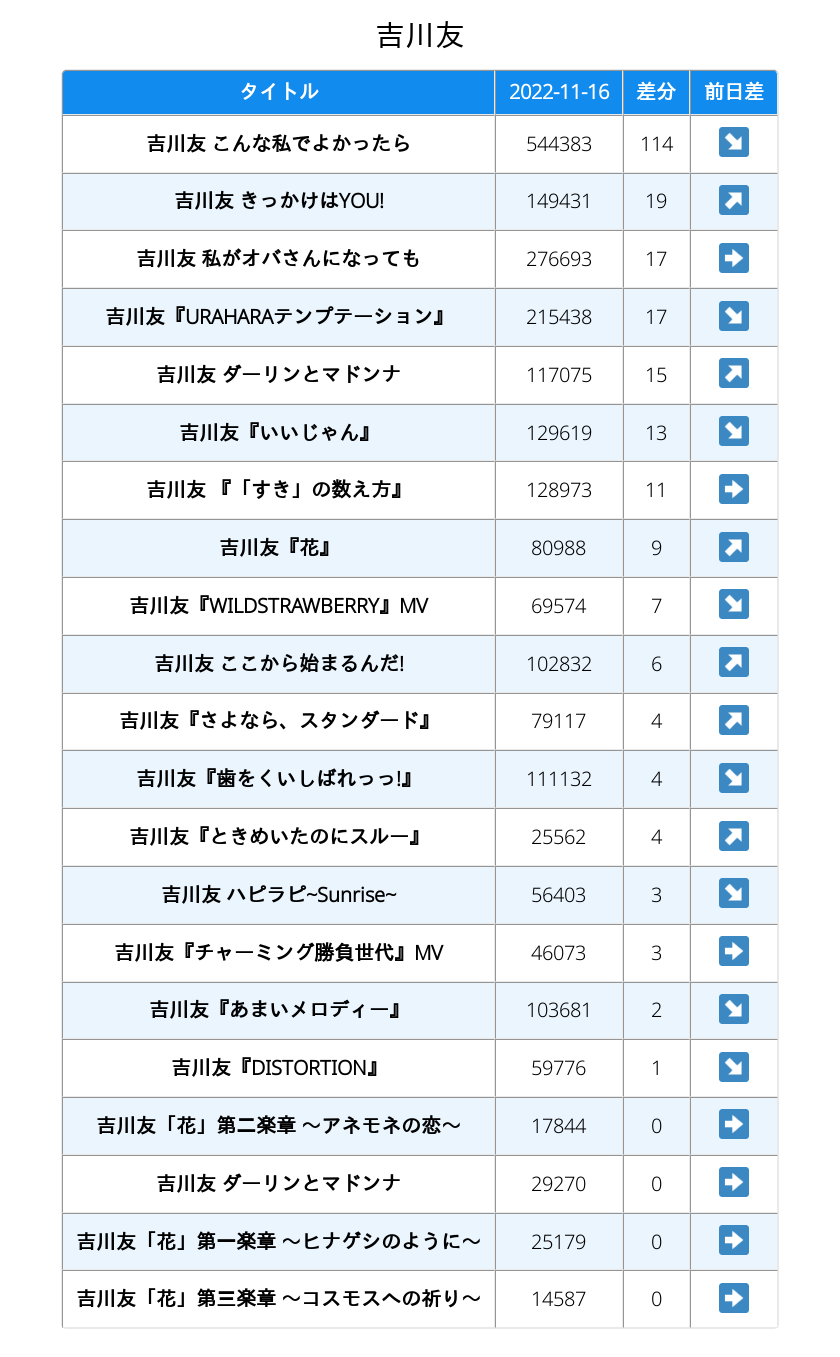 吉川友
タイトル 2022-11-16 差分 前日差
吉川友 こんな私でよかったら 544383 114 ↘
吉川友 きっかけはYOU! 149431 19 ↗
吉川友 私がオバさんになっても 276693 17 ➡
吉川友『URAHARAテンプテーション』 215438 17 ↘
吉川友 ダーリンとマドンナ 117075 15 ↗
吉川友『いいじゃん』 129619 13 ↘
吉川友 『「すき」の数え方』 128973 11 ➡
吉川友『花』 80988 9 ↗
吉川友『WILDSTRAWBERRY』MV 69574 7 ↘
吉川友 ここから始まるんだ! 102832 6 ↗
吉川友『さよなら、スタンダード』 79117 4 ↗
吉川友『歯をくいしばれっっ!』 111132 4 ↘
吉川友『ときめいたのにスルー』 25562 4 ↗
吉川友 ハピラピ~Sunrise~ 56403 3 ↘
吉川友『チャーミング勝負世代』MV 46073 3 ➡
吉川友『あまいメロディー』 103681 2 ↘
吉川友『DISTORTION』 59776 1 ↘
吉川友「花」第二楽章 〜アネモネの恋〜 17844 0 ➡
吉川友 ダーリンとマドンナ 29270 0 ➡
吉川友「花」第一楽章 〜ヒナゲシのように〜 25179 0 ➡
吉川友「花」第三楽章 〜コスモスへの祈り〜 14587 0 ➡